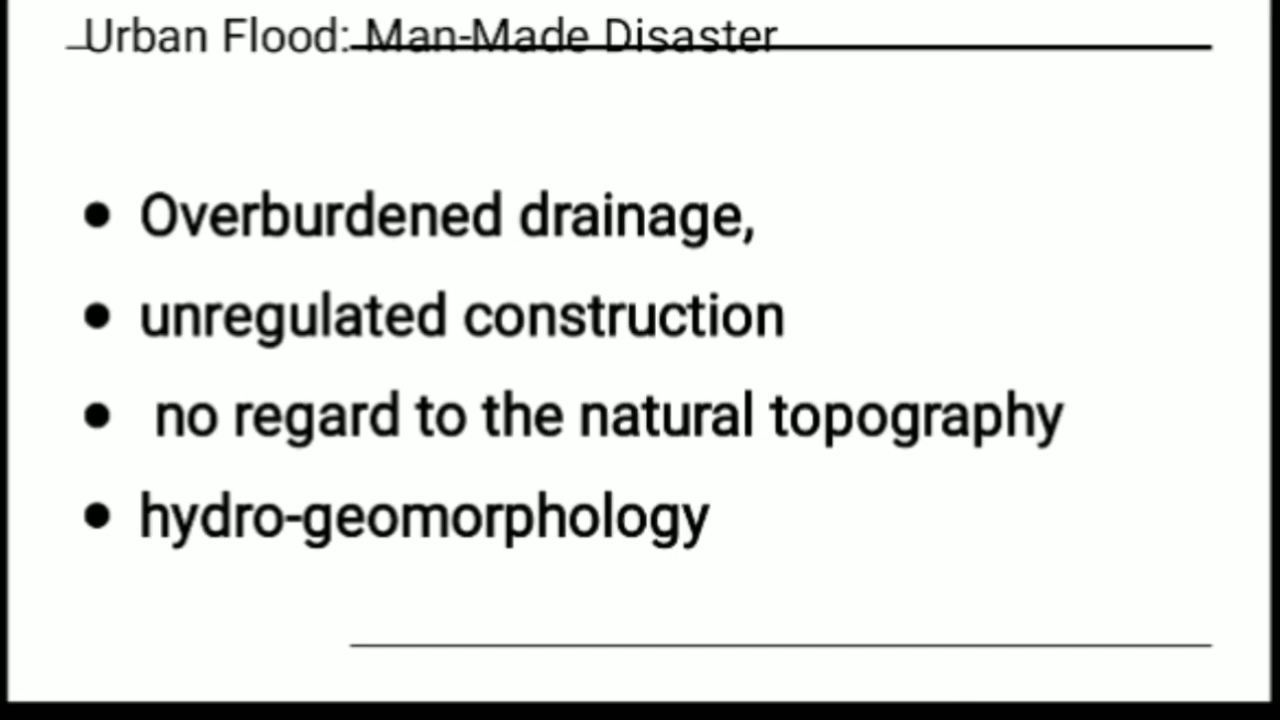 Urban Flood: Man-Made Disaster
• Overburdened drainage,
• unregulated construction
• no regard to the natural topography
• hydro-geomorphology